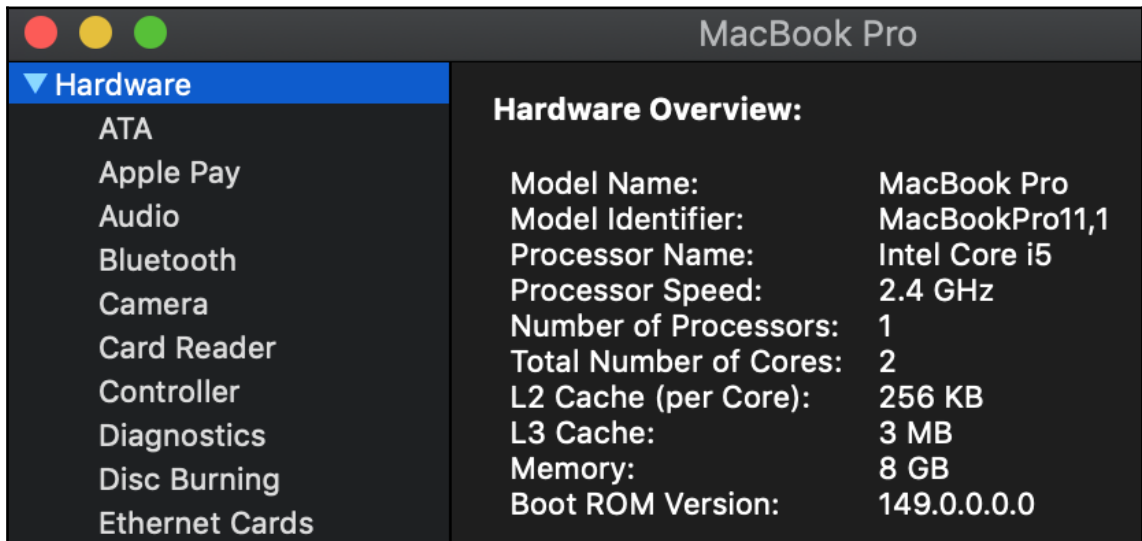 MacBook Pro
Hardware
ATA
Apple Pay
Audio
Bluetooth
Camera
Card Reader
Controller
Diagnostics
Disc Burning
Ethernet Cards
Hardware Overview:
Model Name: MacBook Pro
Model Identifier: MacBookPro11,1
Processor Name: Intel Core i5
Processor Speed: 2.4 GHz
Number of Processors: 1
Total Number of Cores: 2
L2 Cache (per Core): 256 KB
L3 Cache: 3 MB
Memory: 8 GB
Boot ROM Version: 149.0.0.0.0